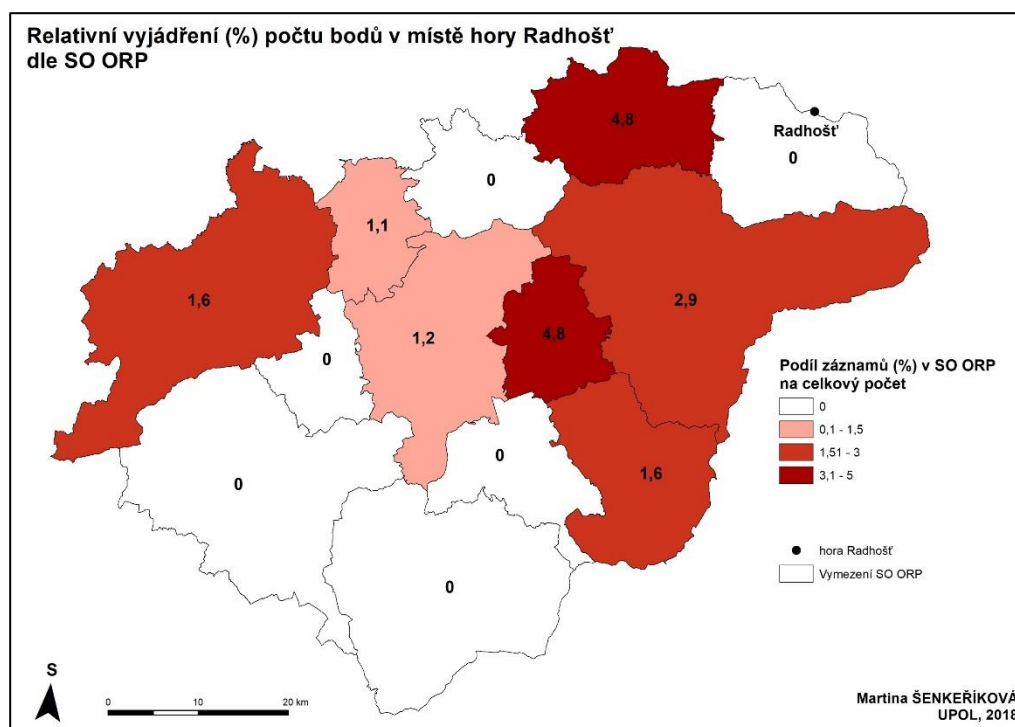 Relativní vyjádření (%) počtu bodů v místě hory Radhošť
dle SO ORP
4,8
Radhošť
0
0
1,1
1,6
2,9
1,2
4,8
0
Podíl záznamů (%) v SO ORP
na celkový počet
0
0,1 - 1,5
1,51 - 3
3,1 - 5
0
1,6
0
hora Radhošť
Vymezení SO ORP
0
S
0 10 20 km
Martina ŠENKEŘÍKOVÁ
UPOL, 2018